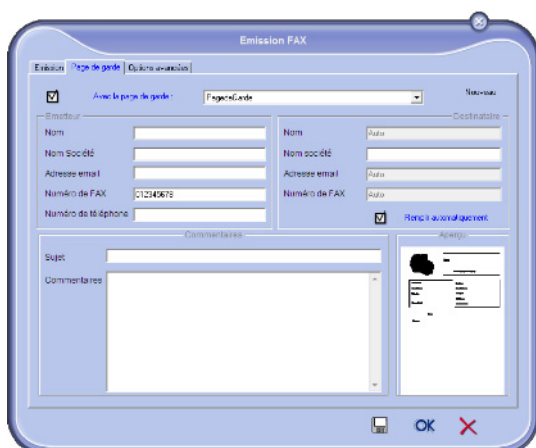 Emission FAX
Emission Page de garde Options avancées
Avec la page de garde : PagedeGarde Nouveau
Emetteur Destinataire
Nom Nom Auto
Nom Société Nom société
Adresse email Adresse email Auto
Numéro de FAX 012345678 Numéro de FAX Auto
Numéro de téléphone Remplir automatiquement
Commentaires Aperçu
Sujet
Commentaires
OK